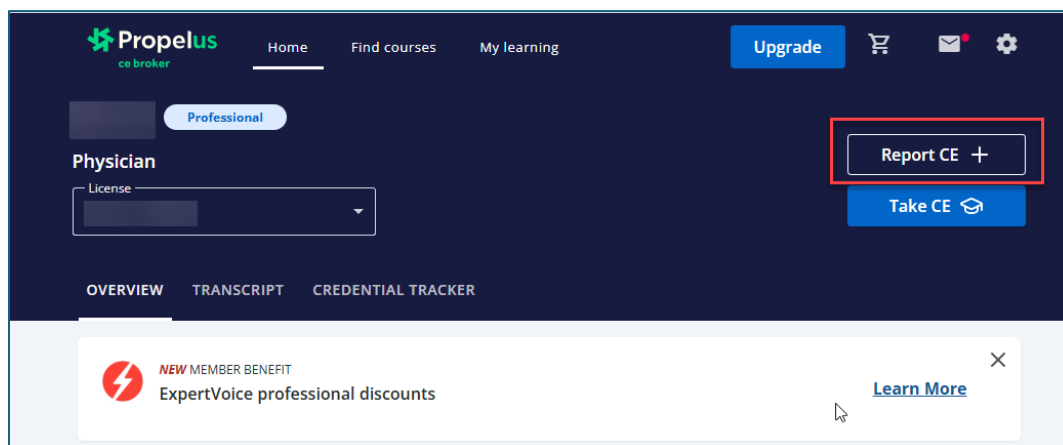 Propelus
ce broker
Home Find courses My learning Upgrade
Professional
Physician
Report CE +
License
Take CE
OVERVIEW TRANSCRIPT CREDENTIAL TRACKER
NEW MEMBER BENEFIT
ExpertVoice professional discounts
Learn More